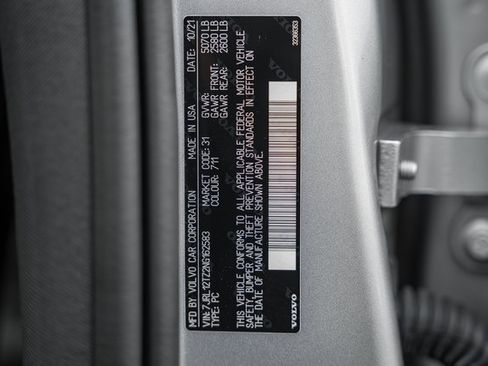 MFD BY VOLVO CAR CORPORATION MADE IN USA DATE: 10/21
VIN: 7JRL12TZ2NG162583 MARKET CODE: 31 GVWR: 5070 LB
TYPE: PC COLOUR: 711 GAWR FRONT: 2580 LB
GAWR REAR: 2600 LB
THIS VEHICLE CONFORMS TO ALL APPLICABLE FEDERAL MOTOR VEHICLE
SAFETY, BUMPER, AND THEFT PREVENTION STANDARDS IN EFFECT ON
THE DATE OF MANUFACTURE SHOWN ABOVE.
VOLVO